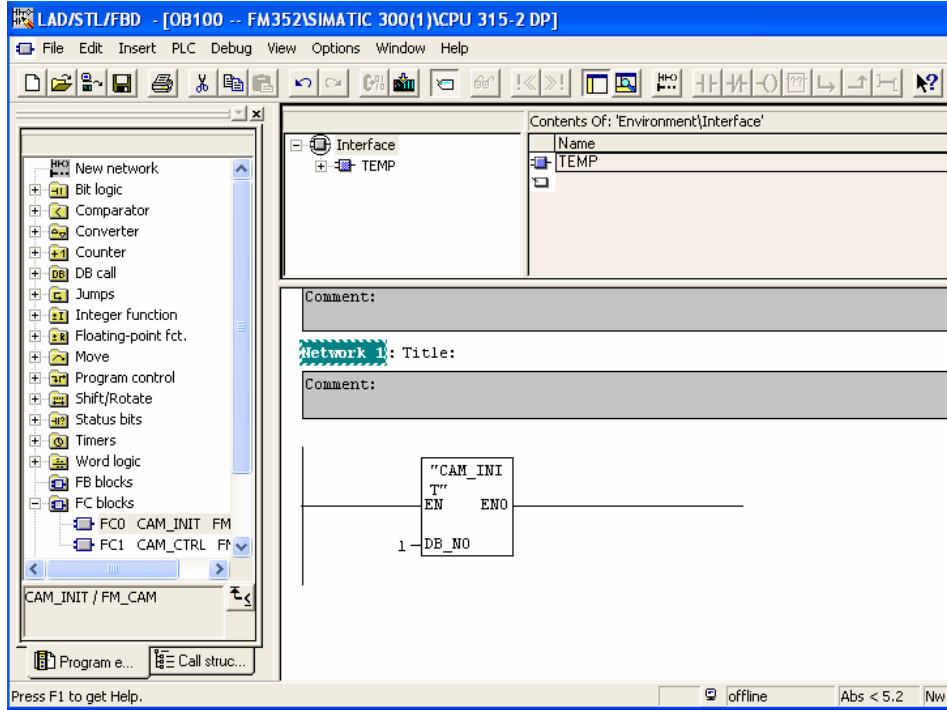 LAD/STL/FBD - [OB100 -- FM352\SIMATIC 300(1)\CPU 315-2 DP]
File Edit Insert PLC Debug View Options Window Help
Contents Of: 'Environment\Interface'
Interface
TEMP
Name
TEMP
New network
Bit logic
Comparator
Converter
Counter
DB call
Jumps
Integer function
Floating-point fct.
Move
Program control
Shift/Rotate
Status bits
Timers
Word logic
FB blocks
FC blocks
FC0 CAM_INIT FM
FC1 CAM_CTRL FM
CAM_INIT / FM_CAM
Program e...
Call struc...
Comment:
Network 1: Title:
Comment:
"CAM_INI
T"
EN ENO
1 DB_NO
Press F1 to get Help.
offline
Abs < 5.2
Nw